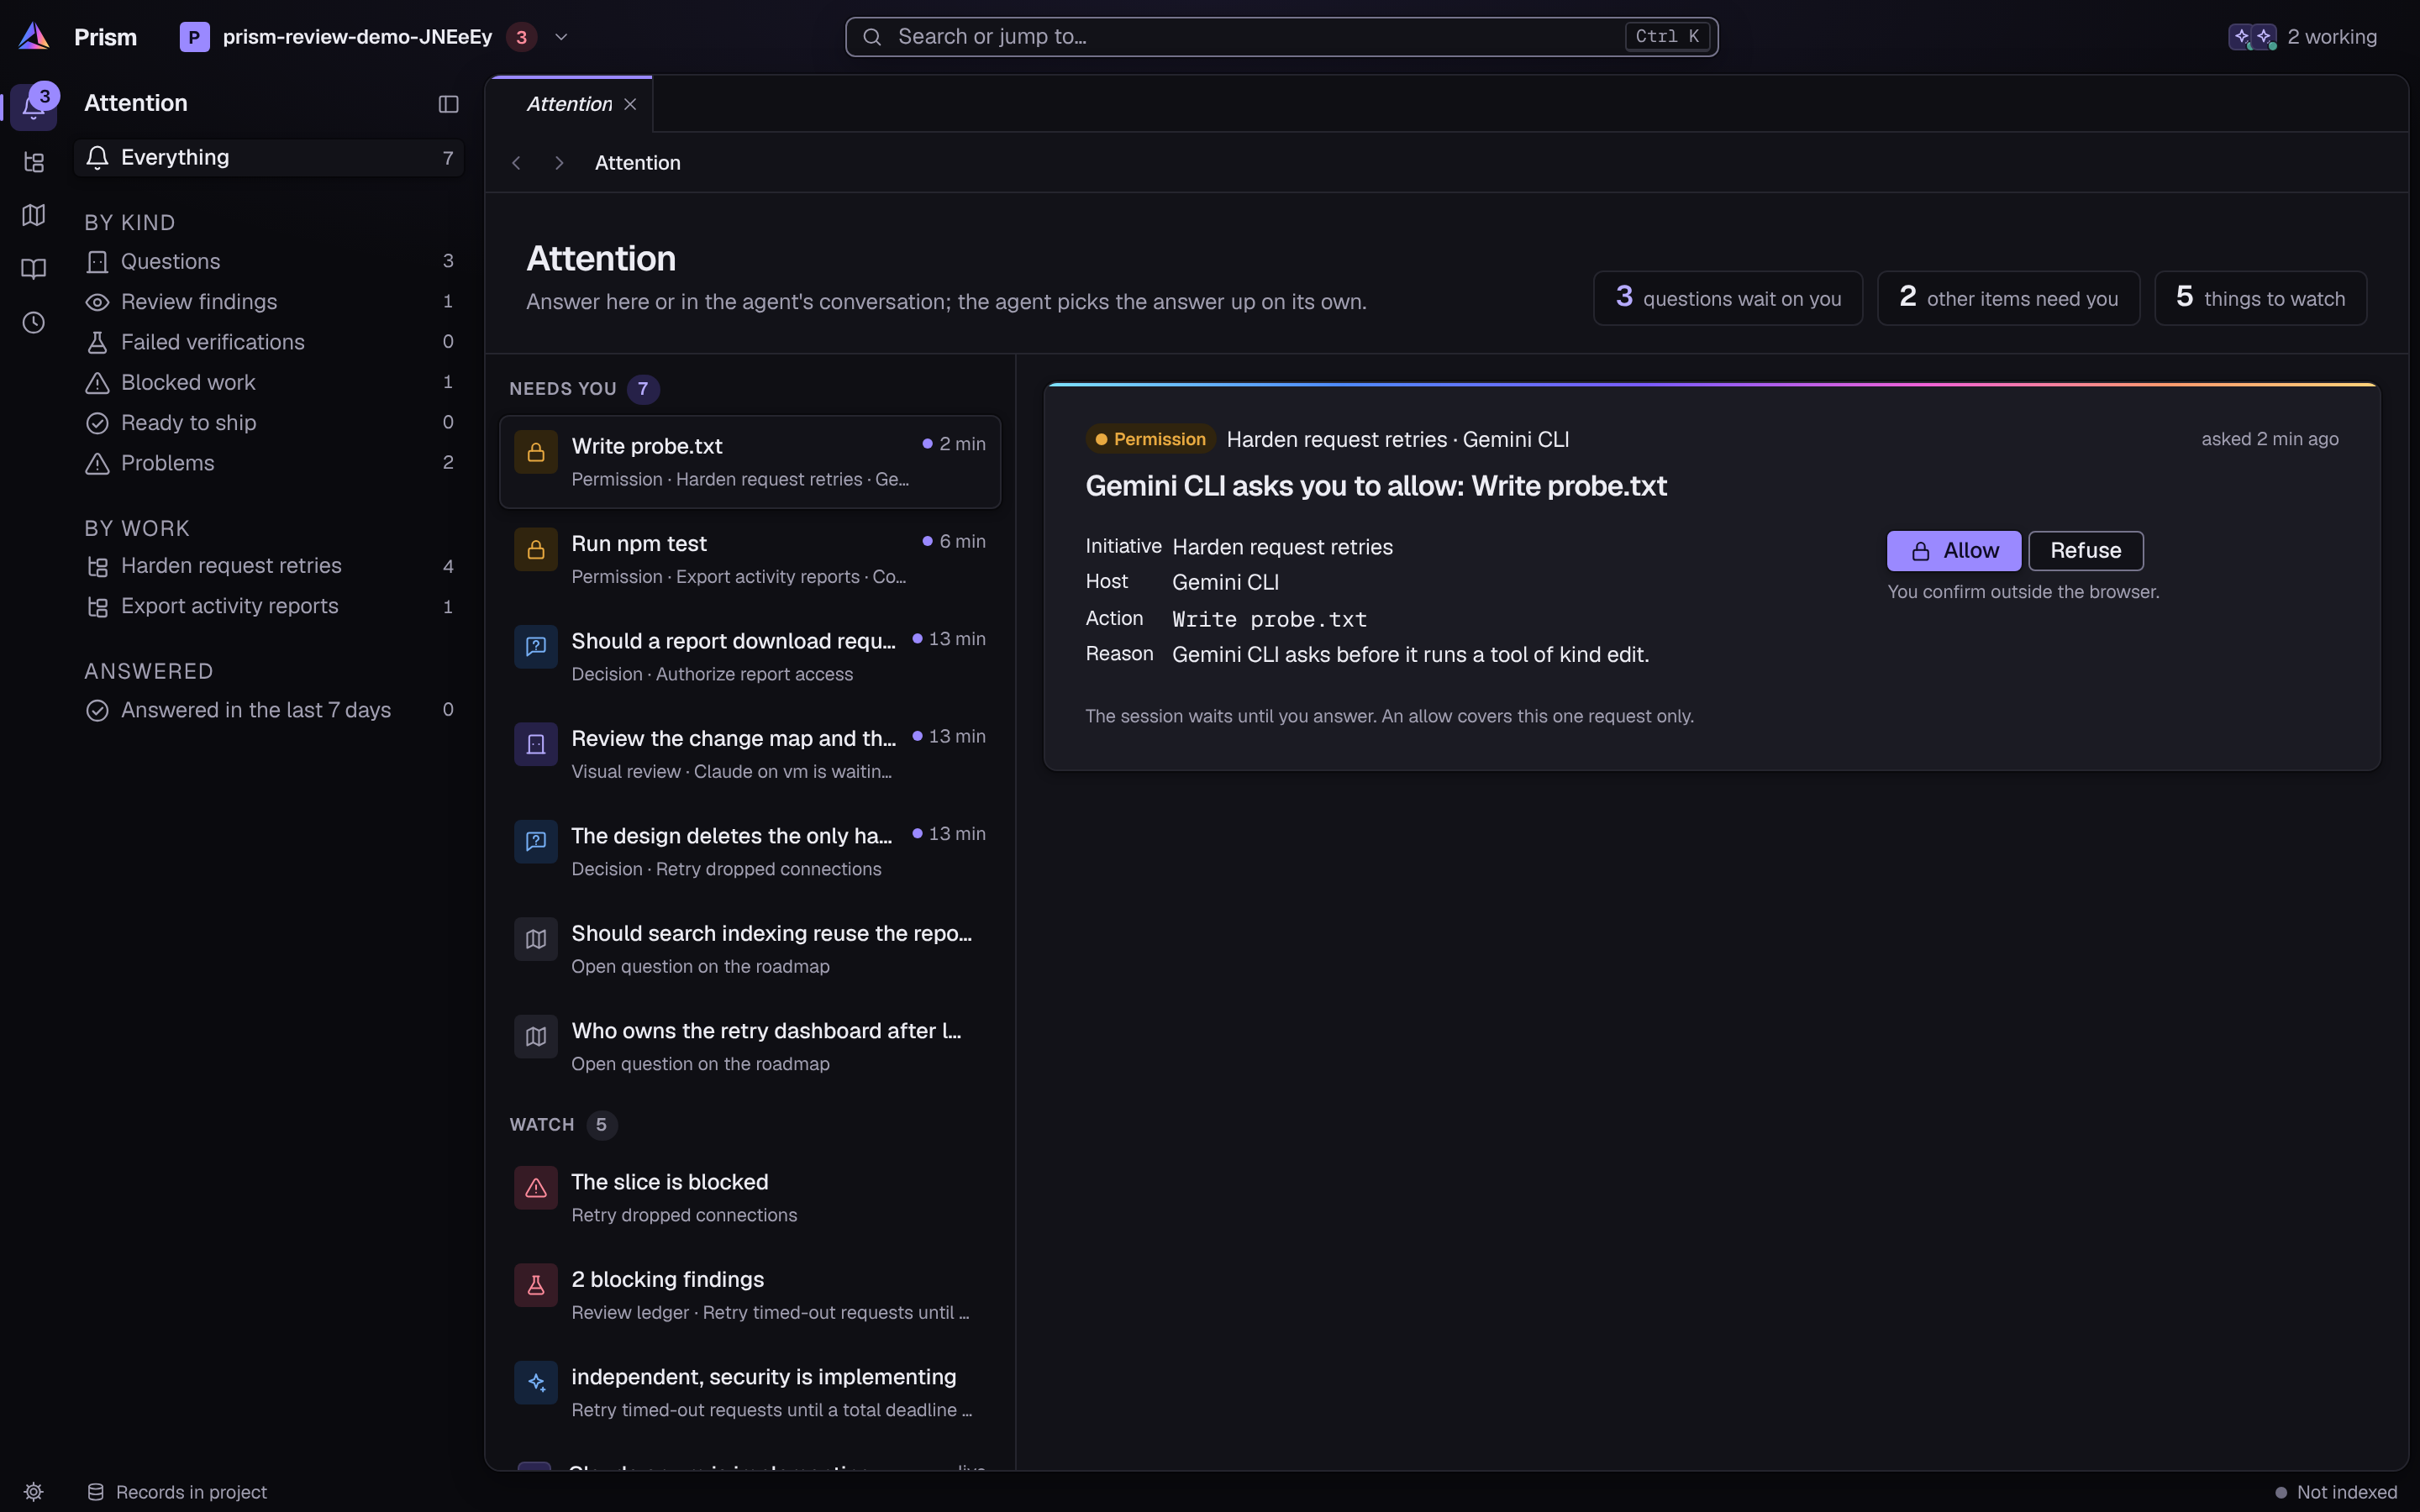 Prism
P prism-review-demo-JNEeEy 3
Search or jump to... Ctrl K
2 working
3
Attention
Everything 7
BY KIND
Questions 3
Review findings 1
Failed verifications 0
Blocked work 1
Ready to ship 0
Problems 2
BY WORK
Harden request retries 4
Export activity reports 1
ANSWERED
Answered in the last 7 days 0
Records in project
Attention
Attention
Attention
Answer here or in the agent's conversation; the agent picks the answer up on its own.
3 questions wait on you
2 other items need you
5 things to watch
NEEDS YOU 7
Write probe.txt 2 min
Permission · Harden request retries · Ge...
Run npm test 6 min
Permission · Export activity reports · Co...
Should a report download requ... 13 min
Decision · Authorize report access
Review the change map and th... 13 min
Visual review · Claude on vm is waitin...
The design deletes the only ha... 13 min
Decision · Retry dropped connections
Should search indexing reuse the repo...
Open question on the roadmap
Who owns the retry dashboard after l...
Open question on the roadmap
WATCH 5
The slice is blocked
Retry dropped connections
2 blocking findings
Review ledger · Retry timed-out requests until ...
independent, security is implementing
Retry timed-out requests until a total deadline ...
Permission Harden request retries · Gemini CLI asked 2 min ago
Gemini CLI asks you to allow: Write probe.txt
Initiative Harden request retries
Host Gemini CLI
Action Write probe.txt
Reason Gemini CLI asks before it runs a tool of kind edit.
Allow Refuse
You confirm outside the browser.
The session waits until you answer. An allow covers this one request only.
Not indexed